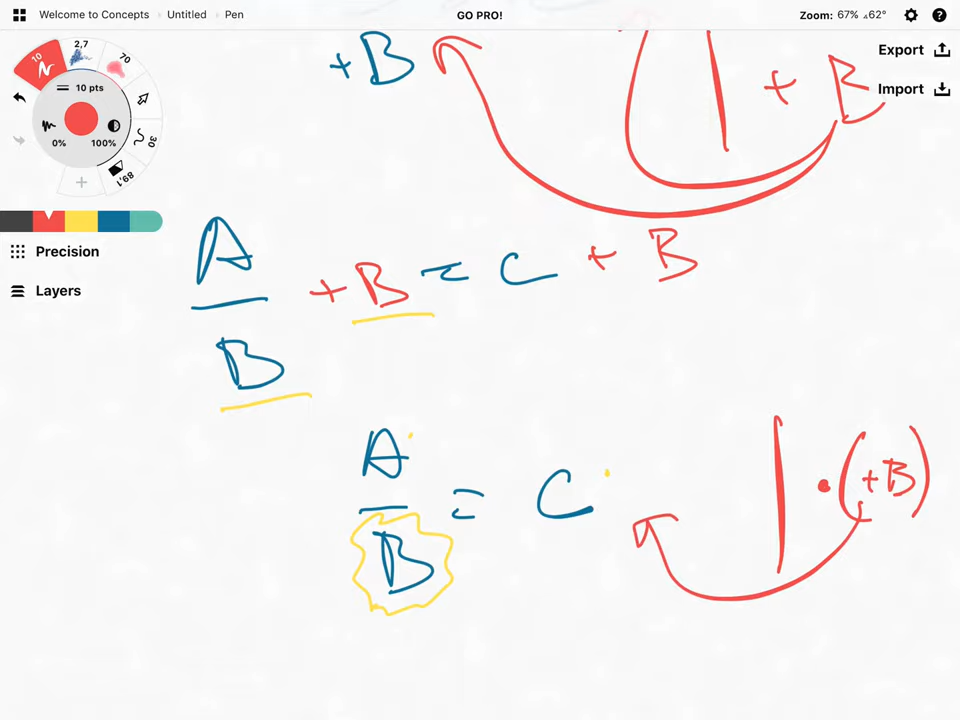 Welcome to Concepts › Untitled › Pen
GO PRO!
Zoom: 67% ⦟62°
Export
Import
2,7
70
10
10 pts
0%
100%
30
89,1
Precision
Layers
+B
+ B
A
+B = C + B
B
A
= C
B
• (+B)